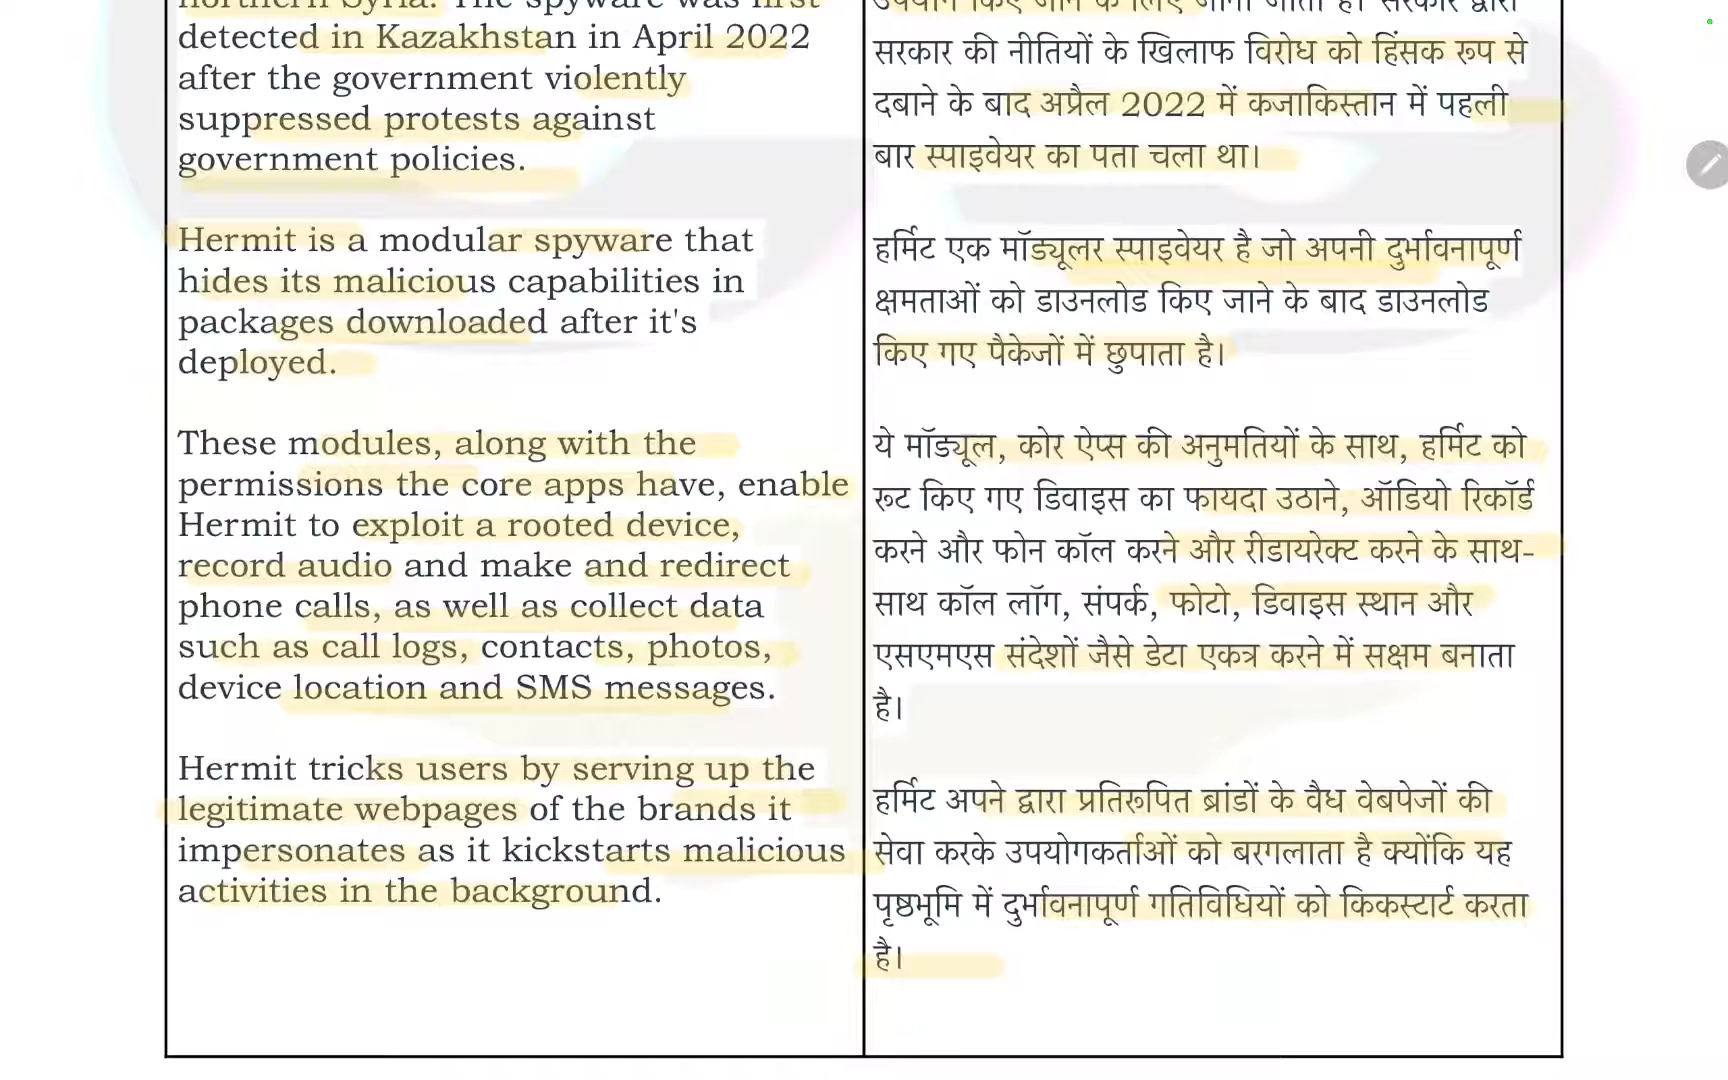 northern Syria. The spyware was first
detected in Kazakhstan in April 2022
after the government violently
suppressed protests against
government policies.
Hermit is a modular spyware that
hides its malicious capabilities in
packages downloaded after it's
deployed.
These modules, along with the
permissions the core apps have, enable
Hermit to exploit a rooted device,
record audio and make and redirect
phone calls, as well as collect data
such as call logs, contacts, photos,
device location and SMS messages.
Hermit tricks users by serving up the
legitimate webpages of the brands it
impersonates as it kickstarts malicious
activities in the background.
उपयोग किए जाने के लिए जाना जाता है। सरकार द्वारा
सरकार की नीतियों के खिलाफ विरोध को हिंसक रूप से
दबाने के बाद अप्रैल 2022 में कजाकिस्तान में पहली
बार स्पाइवेयर का पता चला था।
हर्मिट एक मॉड्यूलर स्पाइवेयर है जो अपनी दुर्भावनापूर्ण
क्षमताओं को डाउनलोड किए जाने के बाद डाउनलोड
किए गए पैकेजों में छुपाता है।
ये मॉड्यूल, कोर ऐप्स की अनुमतियों के साथ, हर्मिट को
रूट किए गए डिवाइस का फायदा उठाने, ऑडियो रिकॉर्ड
करने और फोन कॉल करने और रीडायरेक्ट करने के साथ-
साथ कॉल लॉग, संपर्क, फोटो, डिवाइस स्थान और
एसएमएस संदेशों जैसे डेटा एकत्र करने में सक्षम बनाता
है।
हर्मिट अपने द्वारा प्रतिरूपित ब्रांडों के वैध वेबपेजों की
सेवा करके उपयोगकर्ताओं को बरगलाता है क्योंकि यह
पृष्ठभूमि में दुर्भावनापूर्ण गतिविधियों को किकस्टार्ट करता
है।